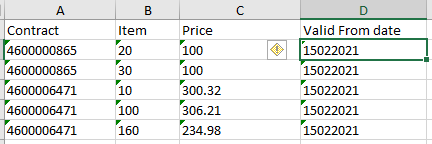 A B C D
Contract Item Price Valid From date
4600000865 20 100 15022021
4600000865 30 100 15022021
4600006471 10 300.32 15022021
4600006471 100 306.21 15022021
4600006471 160 234.98 15022021